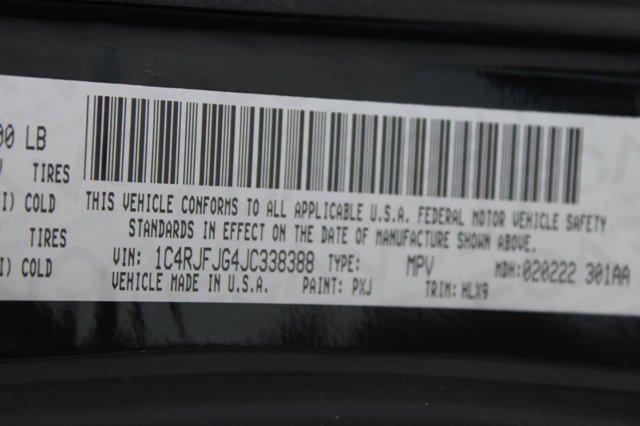 00 LB
TIRES
I) COLD
TIRES
I) COLD
THIS VEHICLE CONFORMS TO ALL APPLICABLE U.S.A. FEDERAL MOTOR VEHICLE SAFETY
STANDARDS IN EFFECT ON THE DATE OF MANUFACTURE SHOWN ABOVE.
VIN: 1C4RJFJG4JC338388 TYPE: MPV MDH:020222 301AA
VEHICLE MADE IN U.S.A. PAINT: PXJ TRIM: HLX9